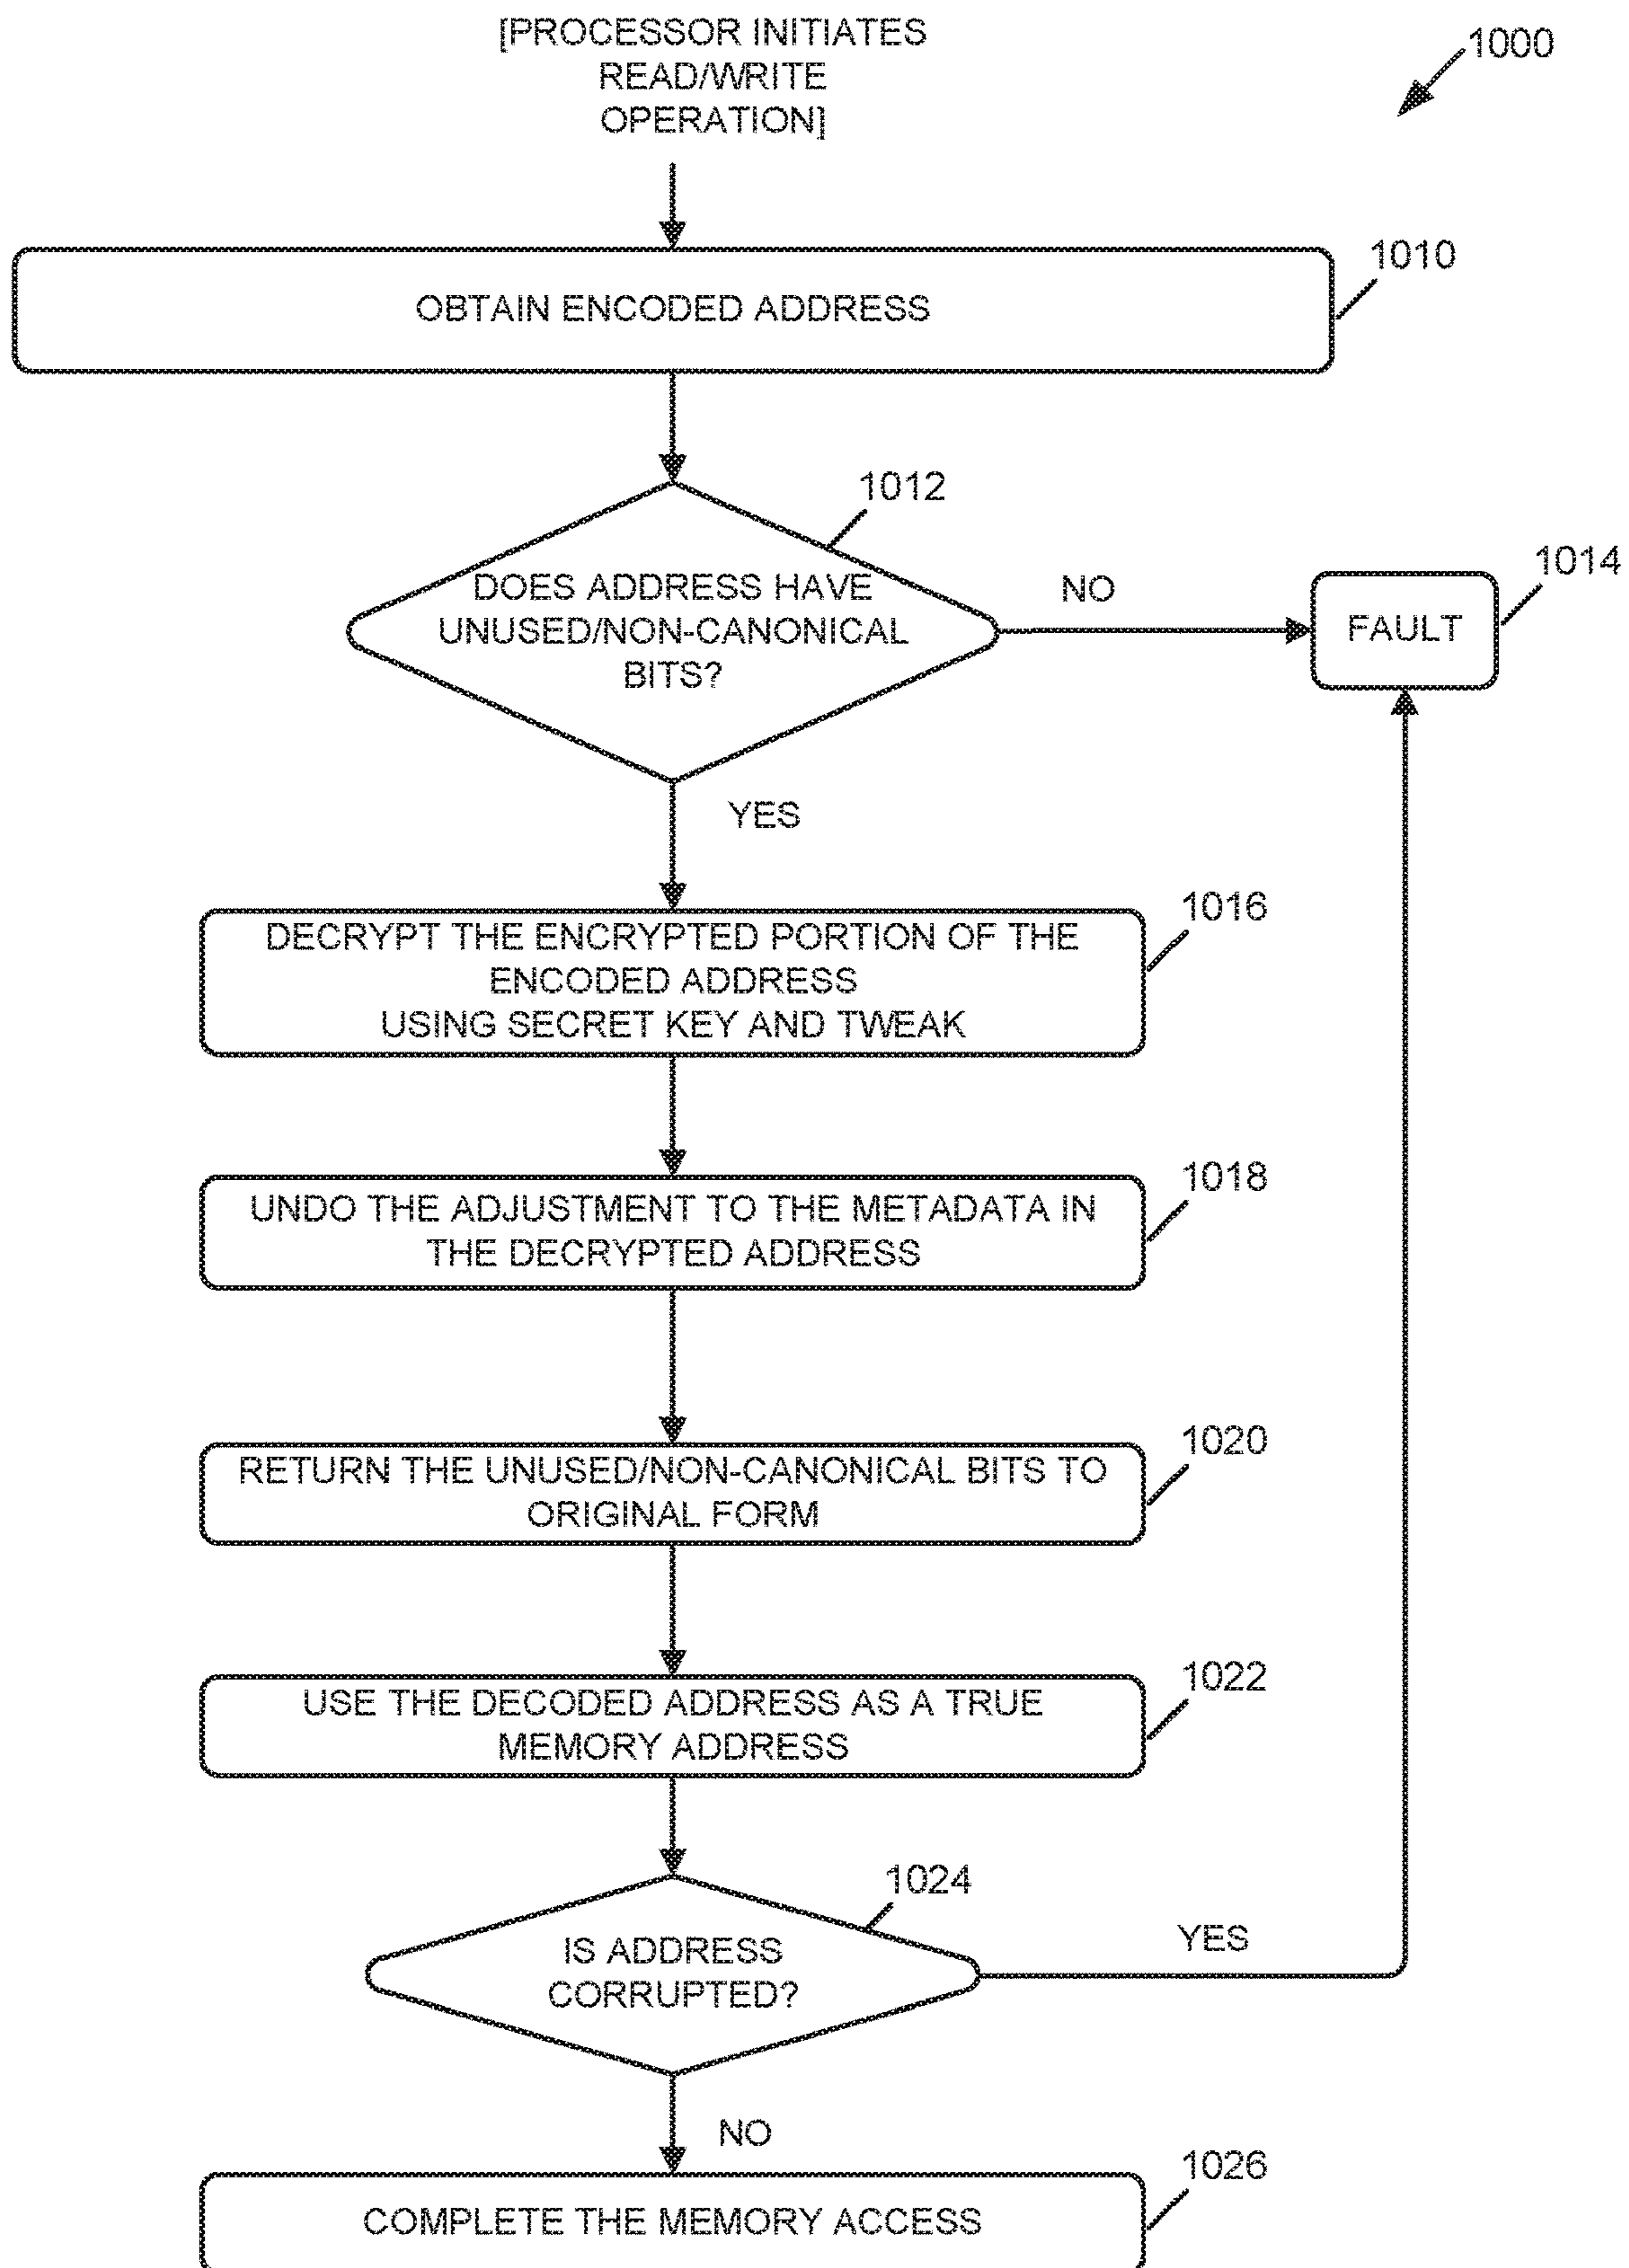 [PROCESSOR INITIATES
READ/WRITE
OPERATION]
1000
OBTAIN ENCODED ADDRESS
1010
1012
DOES ADDRESS HAVE
UNUSED/NON-CANONICAL
BITS?
NO
1014
FAULT
YES
1016
DECRYPT THE ENCRYPTED PORTION OF THE
ENCODED ADDRESS
USING SECRET KEY AND TWEAK
1018
UNDO THE ADJUSTMENT TO THE METADATA IN
THE DECRYPTED ADDRESS
1020
RETURN THE UNUSED/NON-CANONICAL BITS TO
ORIGINAL FORM
1022
USE THE DECODED ADDRESS AS A TRUE
MEMORY ADDRESS
1024
IS ADDRESS
CORRUPTED?
YES
NO
1026
COMPLETE THE MEMORY ACCESS